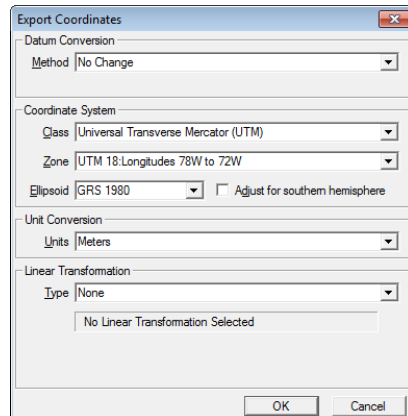 Export Coordinates
Datum Conversion
Method No Change
Coordinate System
Class Universal Transverse Mercator (UTM)
Zone UTM 18:Longitudes 78W to 72W
Ellipsoid GRS 1980 Adjust for southern hemisphere
Unit Conversion
Units Meters
Linear Transformation
Type None
No Linear Transformation Selected
OK Cancel